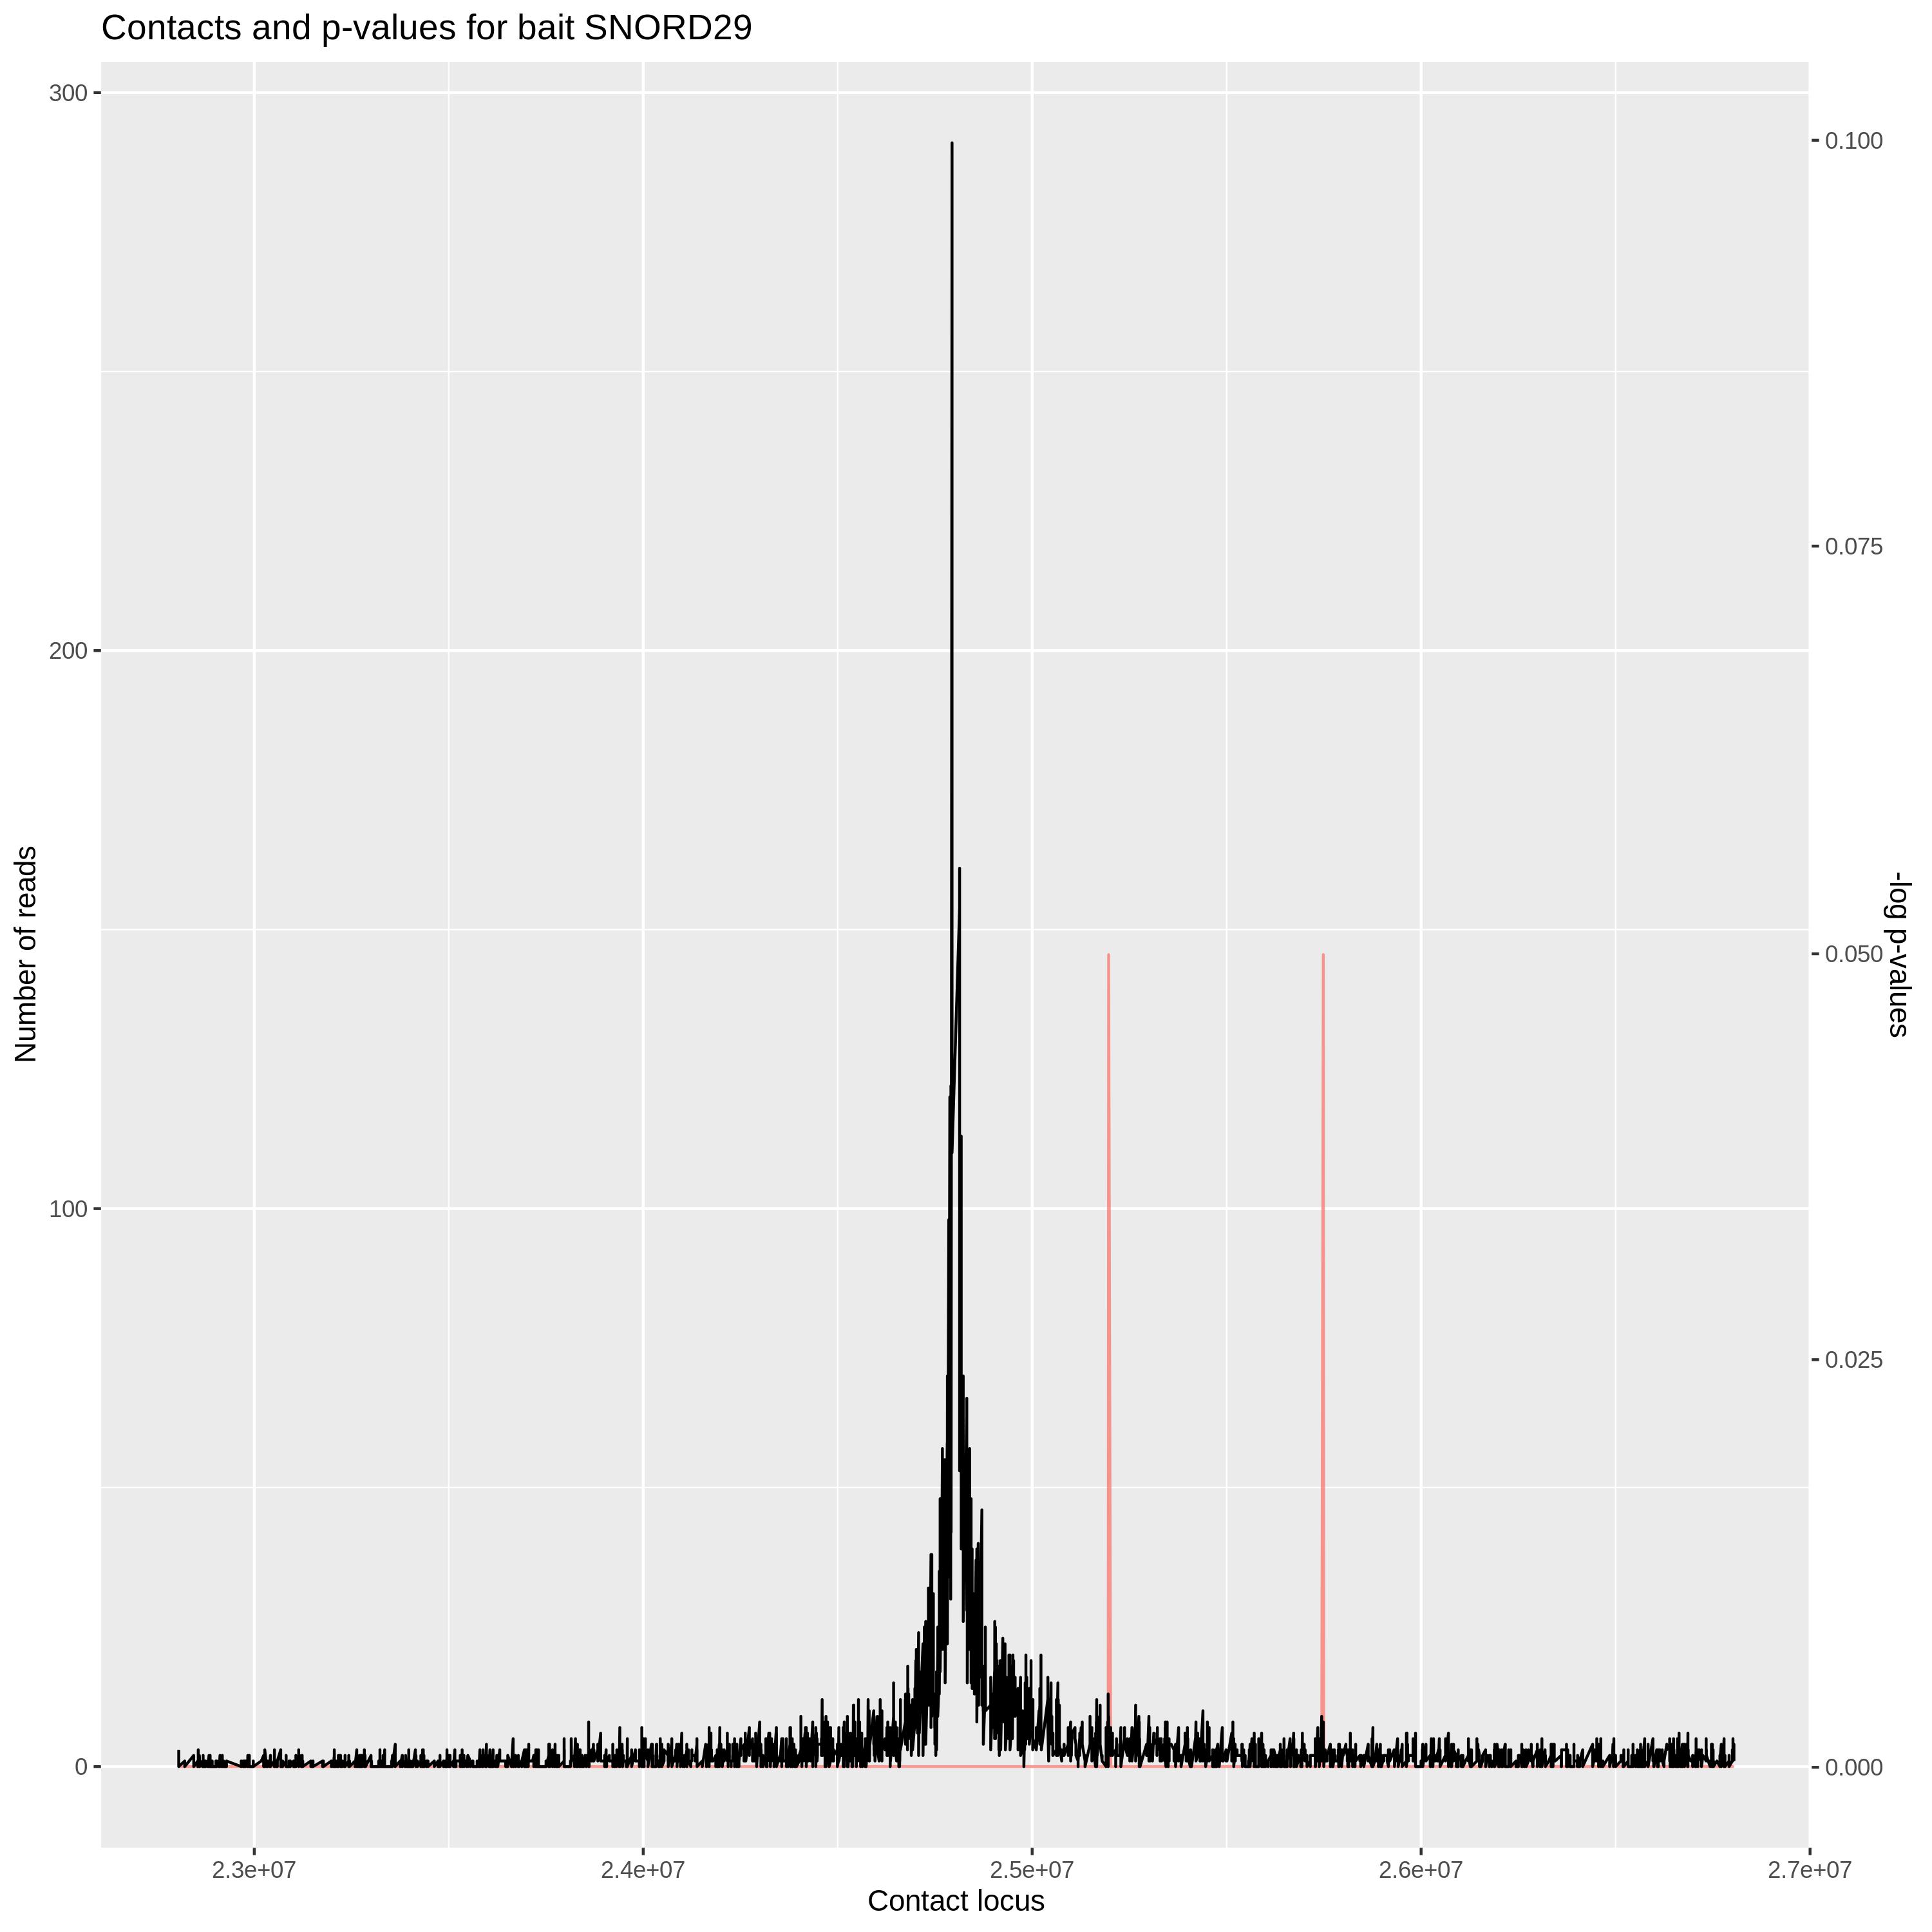 Contacts and p-values for bait SNORD29
300
200
100
0
Number of reads
0.100
0.075
0.050
0.025
0.000
-log p-values
2.3e+07 2.4e+07 2.5e+07 2.6e+07 2.7e+07
Contact locus